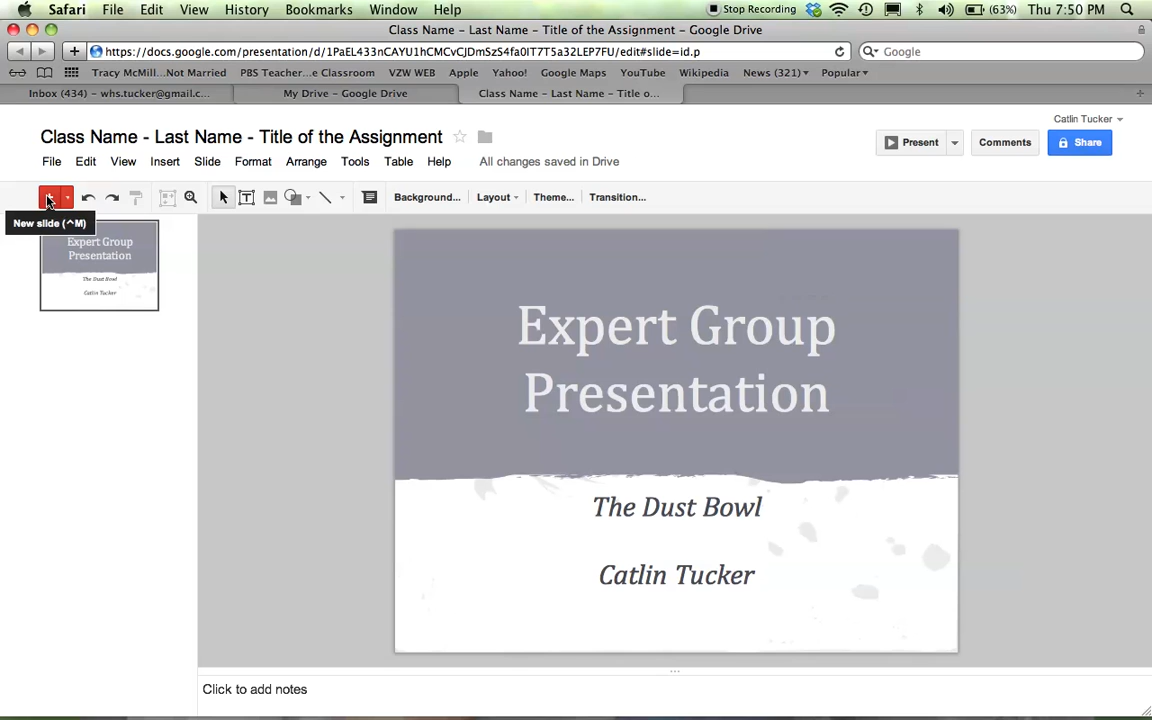 Safari File Edit View History Bookmarks Window Help Stop Recording (63%) Thu 7:50 PM
Class Name - Last Name - Title of the Assignment - Google Drive
https://docs.google.com/presentation/d/1PaEL433nCAYU1hCMCvCJDmSzS4fa0IT7T5a32LEP7FU/edit#slide=id.p Google
Tracy McMill...Not Married PBS Teacher...e Classroom VZW WEB Apple Yahoo! Google Maps YouTube Wikipedia News (321) Popular
Inbox (434) – whs.tucker@gmail.c... My Drive – Google Drive Class Name – Last Name – Title o...
Catlin Tucker
Class Name - Last Name - Title of the Assignment Present Comments Share
File Edit View Insert Slide Format Arrange Tools Table Help All changes saved in Drive
Background... Layout Theme... Transition...
New slide (^M)
Expert Group
Presentation
The Dust Bowl
Catlin Tucker
Expert Group
Presentation
The Dust Bowl
Catlin Tucker
Click to add notes